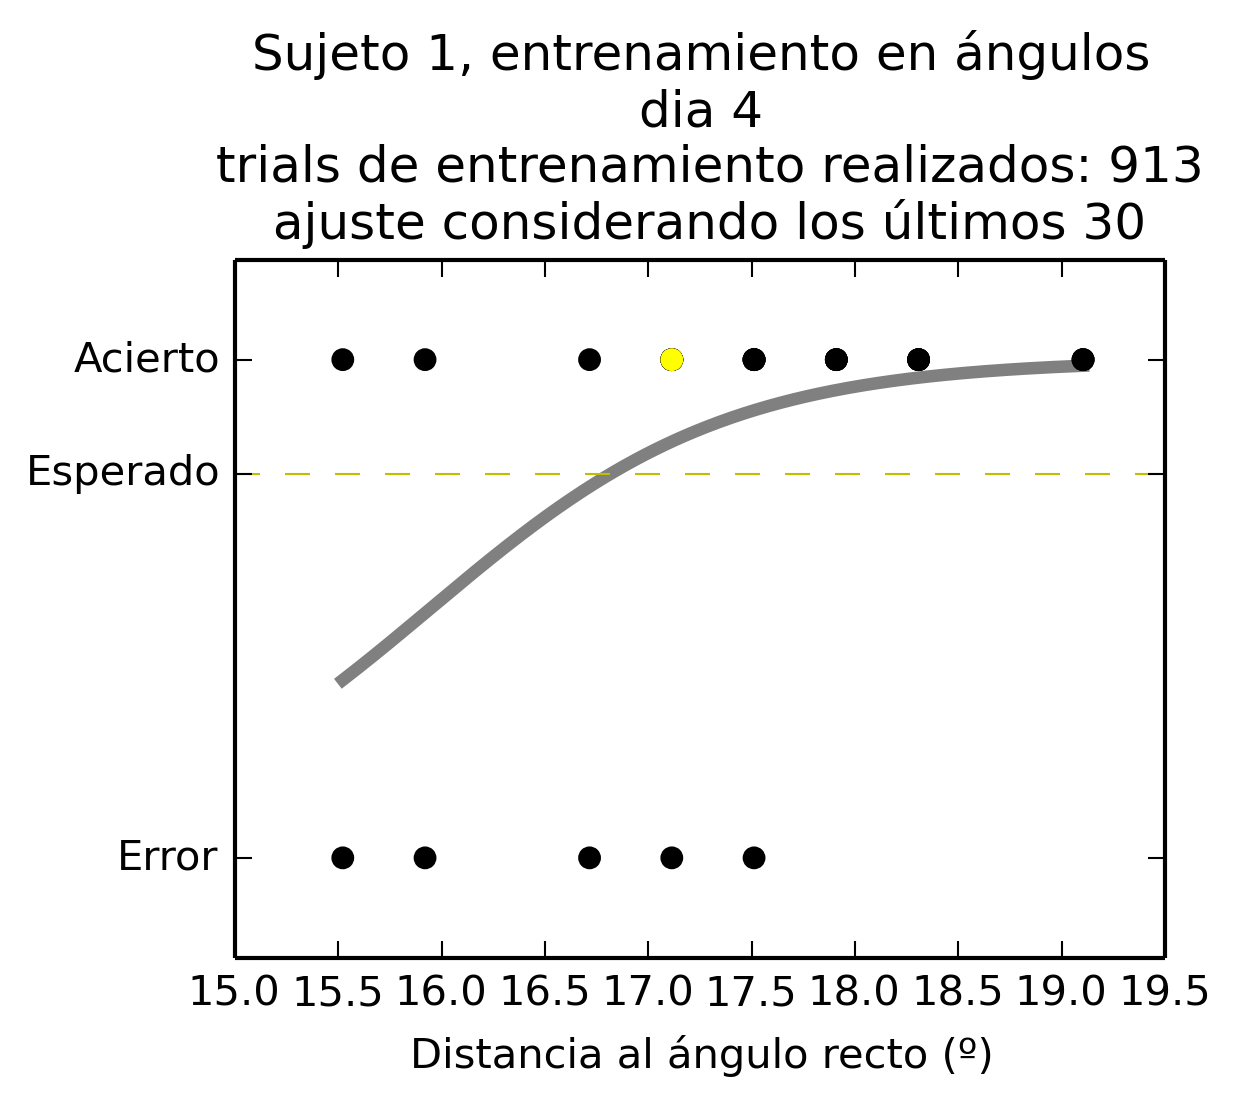 Sujeto 1, entrenamiento en ángulos
dia 4
trials de entrenamiento realizados: 913
ajuste considerando los últimos 30
Acierto
Esperado
Error
15.0 15.5 16.0 16.5 17.0 17.5 18.0 18.5 19.0 19.5
Distancia al ángulo recto (º)